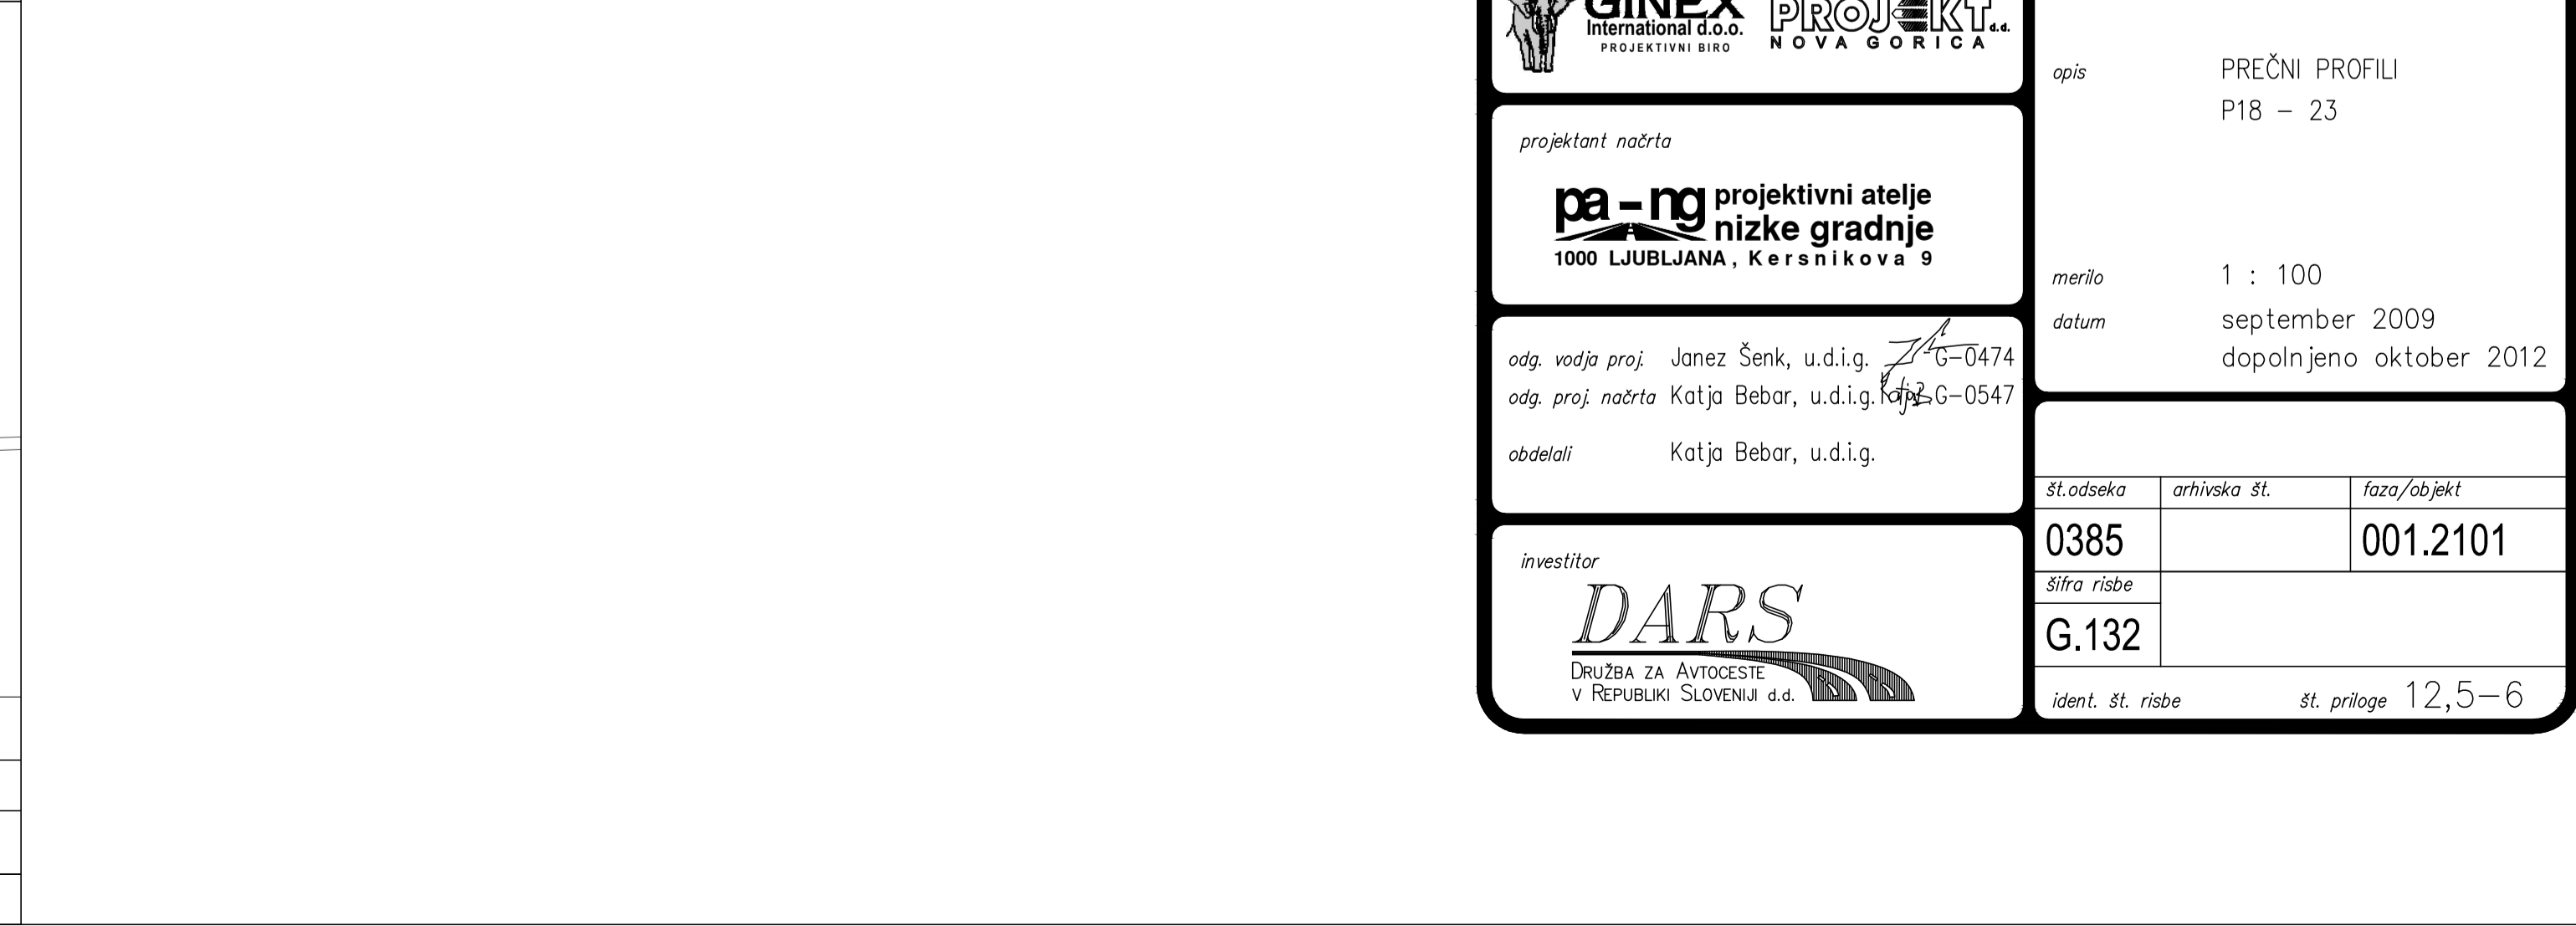 GINEX
International d.o.o.
PROJEKTIVNI BIRO
PROJEKT d.d.
NOVA GORICA
projektant načrta
pa-ng projektivni atelje
nizke gradnje
1000 LJUBLJANA, Kersnikova 9
odg. vodja proj. Janez Šenk, u.d.i.g. G-0474
odg. proj. načrta Katja Bebar, u.d.i.g. G-0547
obdelali Katja Bebar, u.d.i.g.
investitor
DARS
DRUŽBA ZA AVTOCESTE
V REPUBLIKI SLOVENIJI d.d.
opis PREČNI PROFILI
P18 - 23
merilo 1 : 100
datum september 2009
dopolnjeno oktober 2012
št.odseka arhivska št. faza/objekt
0385 001.2101
šifra risbe
G.132
ident. št. risbe št. priloge 12,5-6